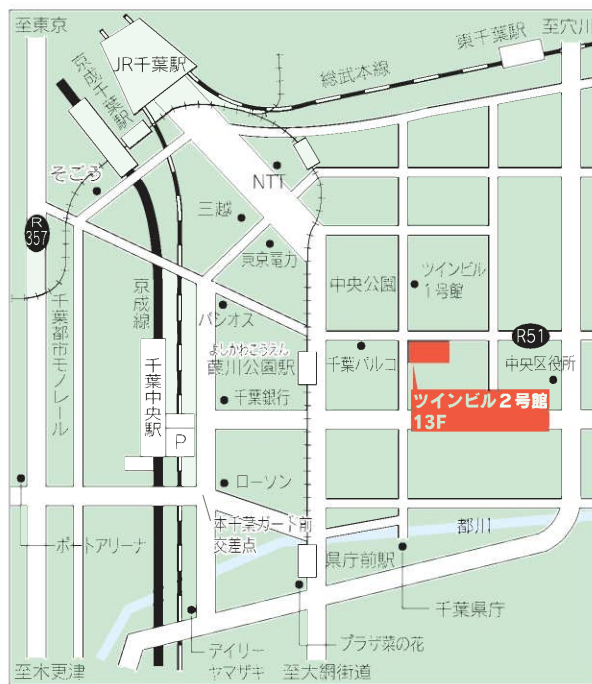 至東京
至穴川
JR千葉駅
東千葉駅
総武本線
京成千葉駅
そごう
NTT
三越
R
357
東京電力
中央公園
ツインビル
1号館
京成線
パシオス
千葉都市モノレール
よしかわこうえん
葭川公園駅
千葉パルコ
R51
中央区役所
千葉中央駅
千葉銀行
ツインビル2号館
13F
P
ローソン
本千葉ガード前
交差点
都川
ポートアリーナ
県庁前駅
千葉県庁
デイリー
ヤマザキ
プラザ菜の花
至木更津
至大網街道